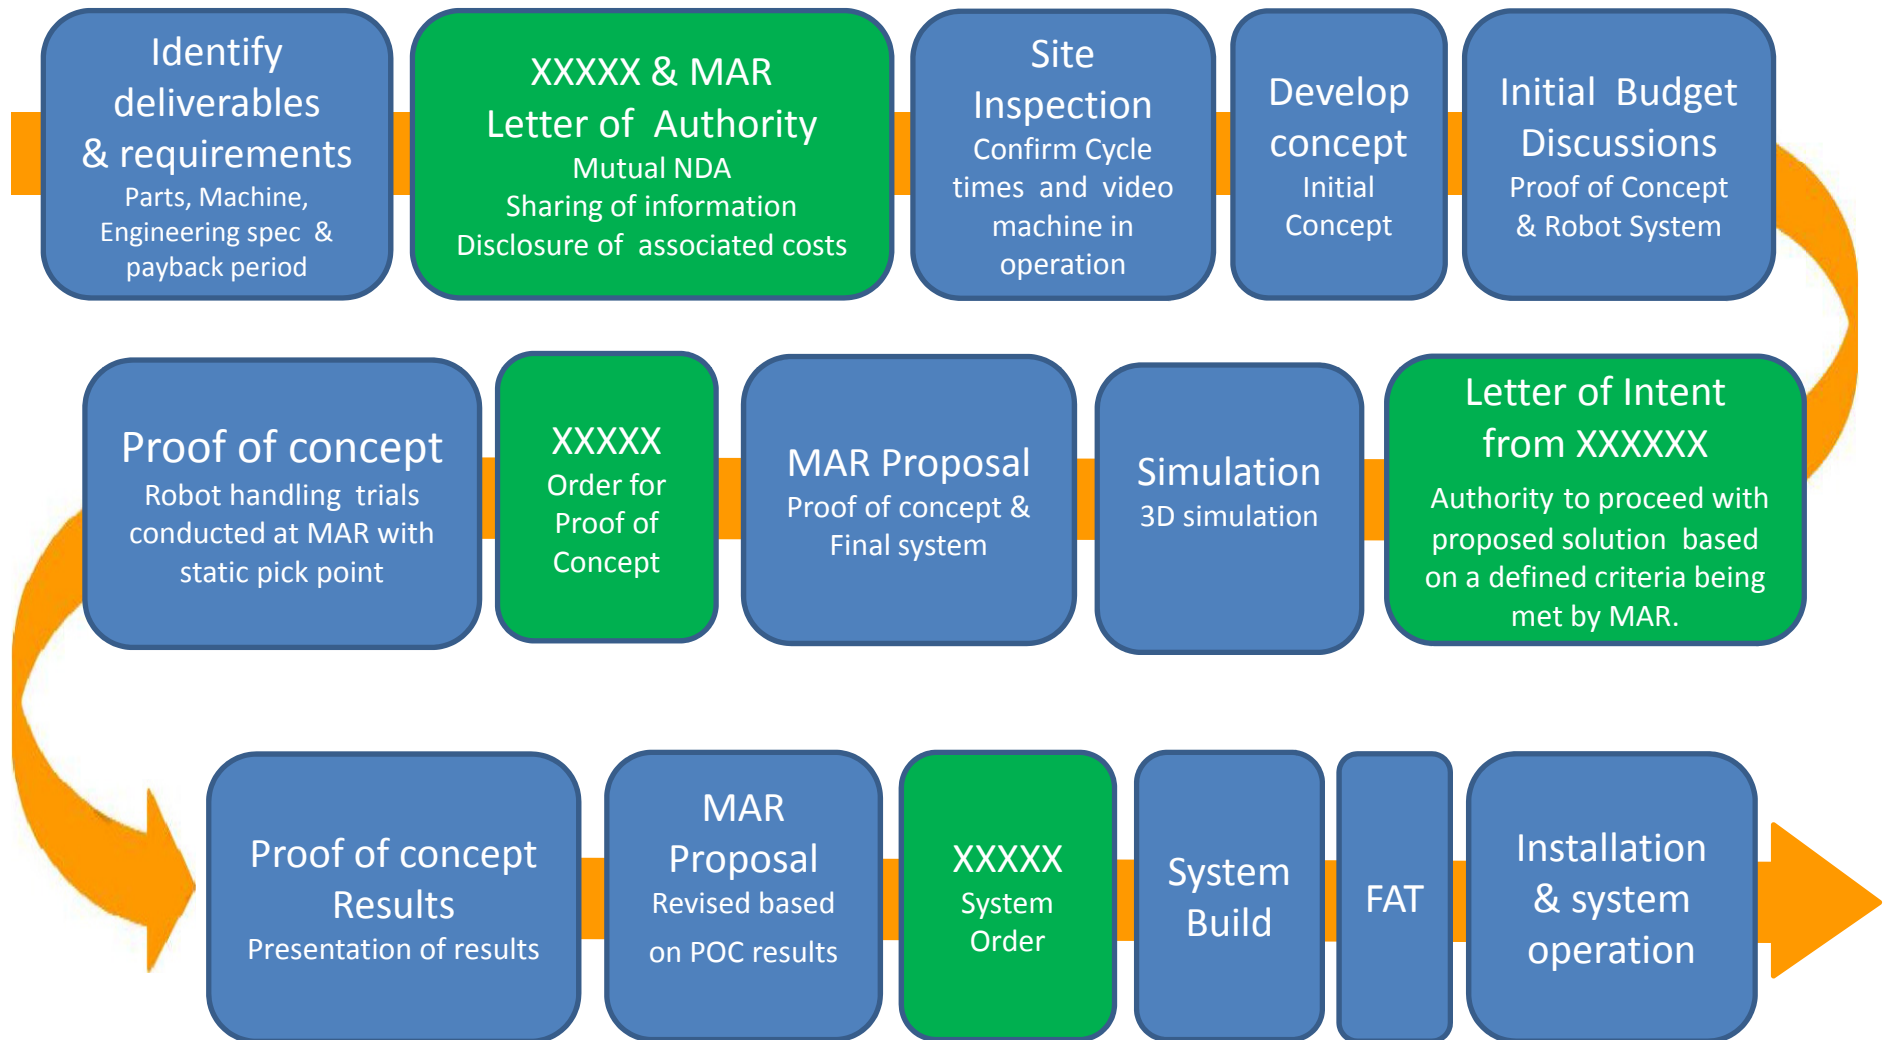 Identify
deliverables
& requirements
Parts, Machine,
Engineering spec &
payback period
XXXXX & MAR
Letter of Authority
Mutual NDA
Sharing of information
Disclosure of associated costs
Site
Inspection
Confirm Cycle
times and video
machine in
operation
Develop
concept
Initial
Concept
Initial Budget
Discussions
Proof of Concept
& Robot System
Letter of Intent
from XXXXXX
Authority to proceed with
proposed solution based
on a defined criteria being
met by MAR.
Simulation
3D simulation
MAR Proposal
Proof of concept &
Final system
XXXXX
Order for
Proof of
Concept
Proof of concept
Robot handling trials
conducted at MAR with
static pick point
Proof of concept
Results
Presentation of results
MAR
Proposal
Revised based
on POC results
XXXXX
System
Order
System
Build
FAT
Installation
& system
operation